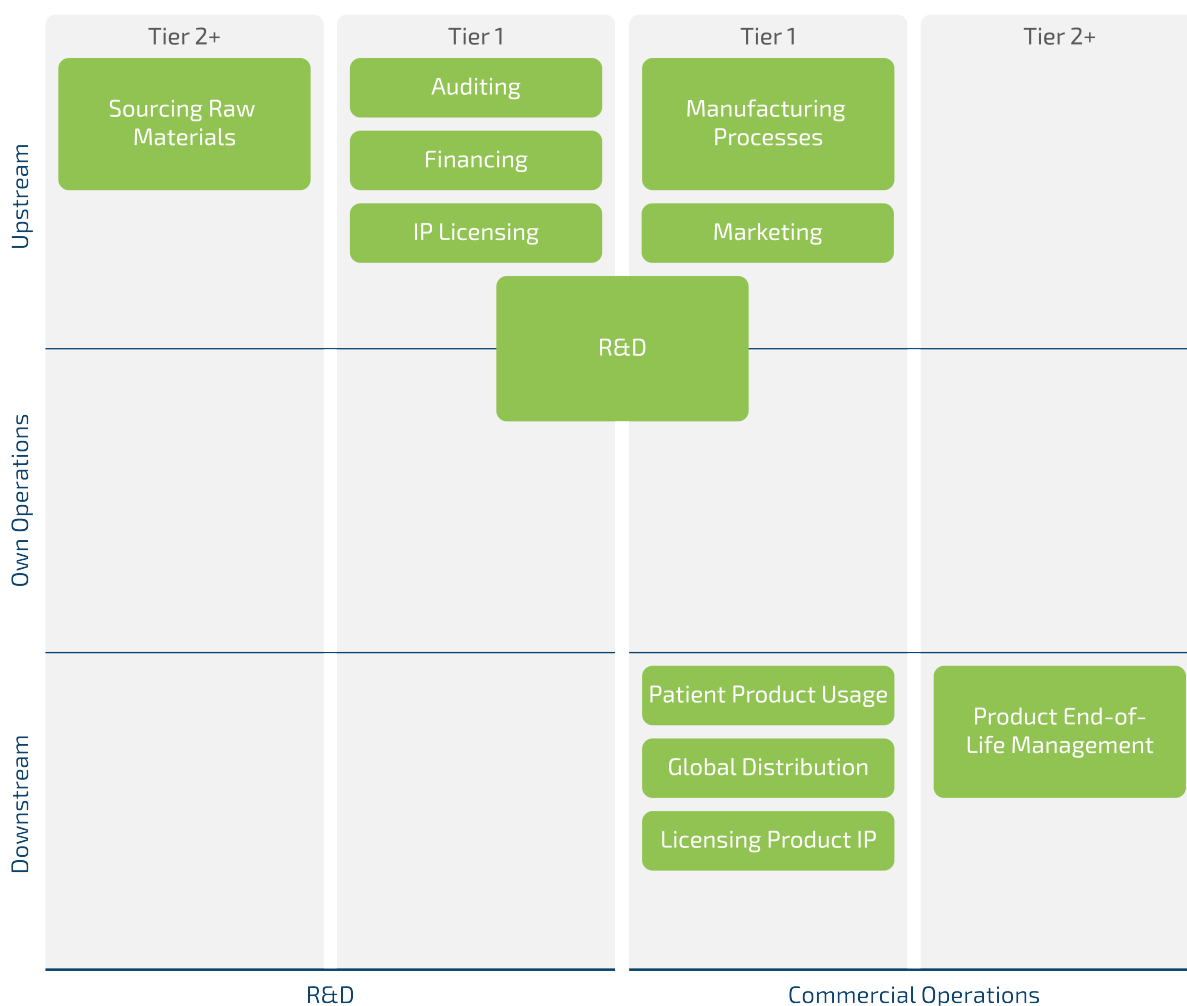 Tier 2+
Tier 1
Tier 1
Tier 2+
Upstream
Sourcing Raw
Materials
Auditing
Financing
IP Licensing
Manufacturing
Processes
Marketing
R&D
Own Operations
Downstream
Patient Product Usage
Global Distribution
Licensing Product IP
Product End-of-
Life Management
R&D
Commercial Operations